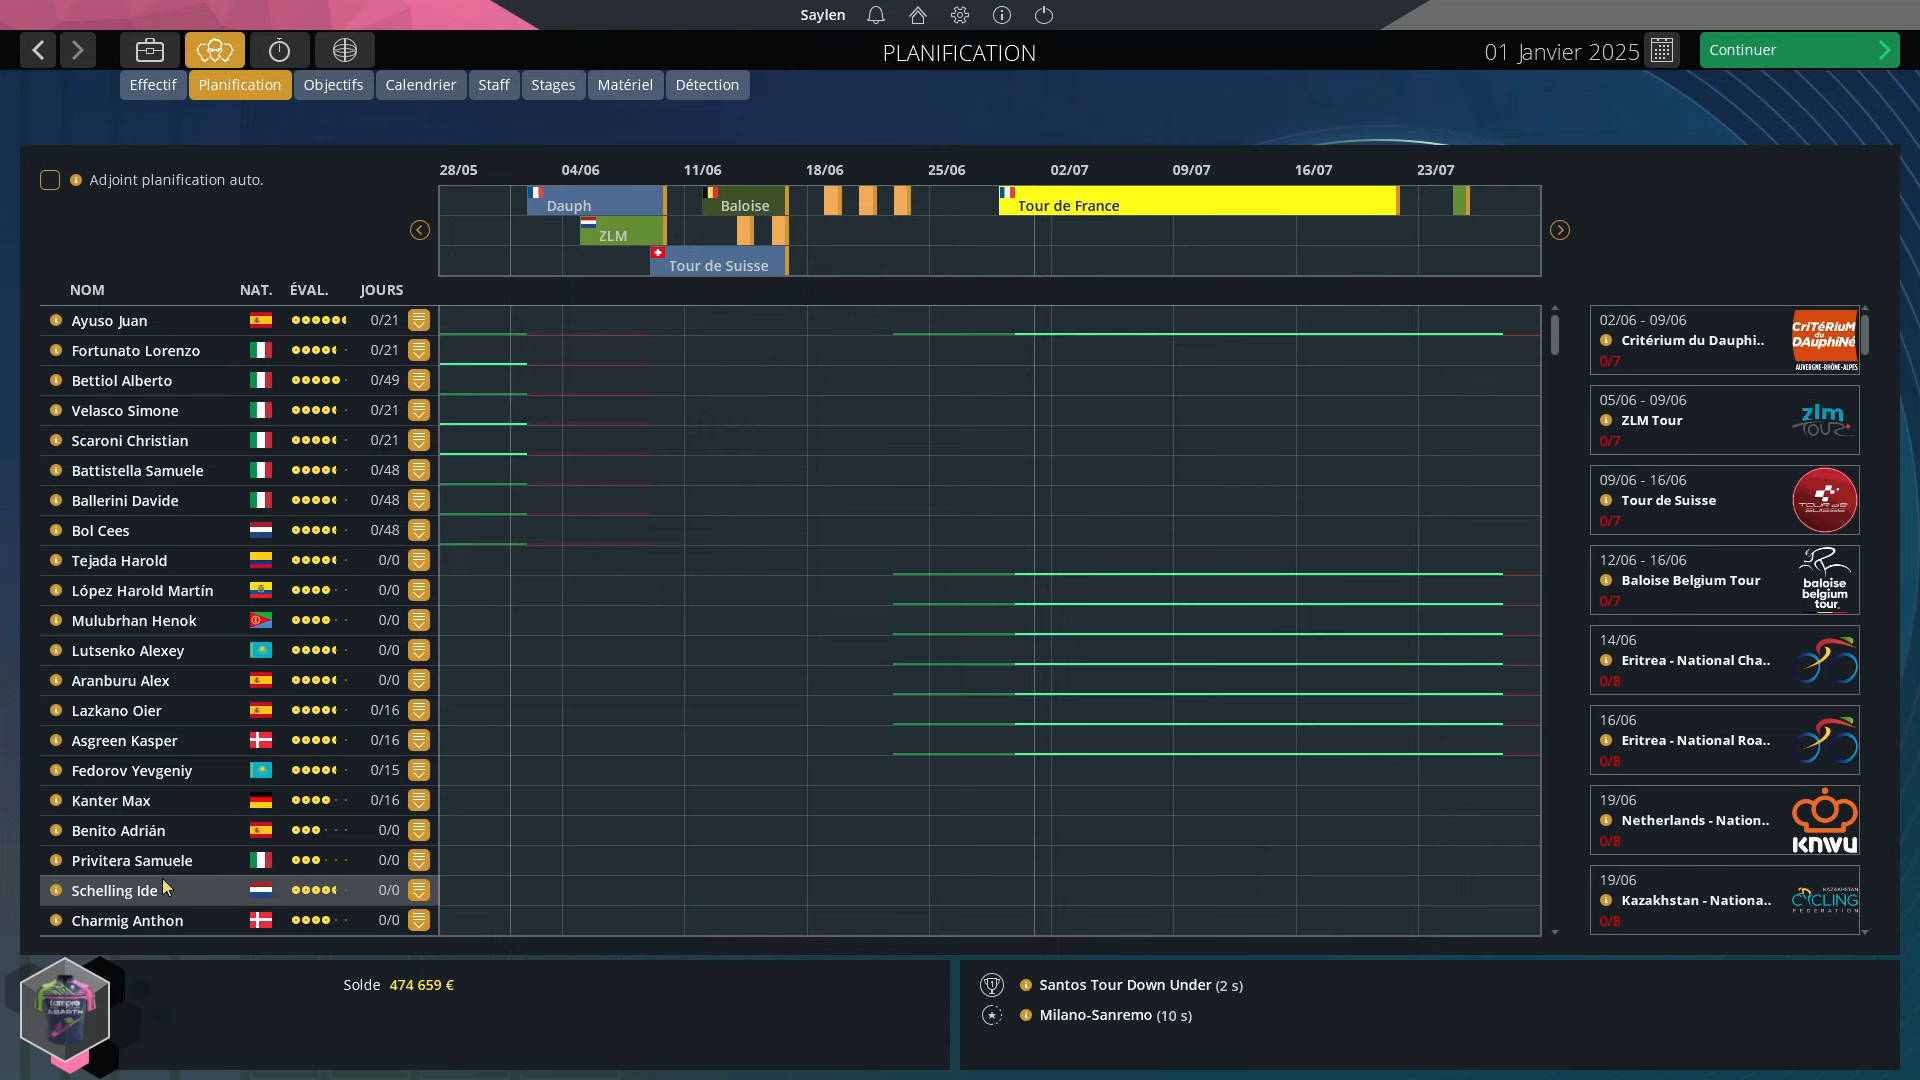 Saylen
PLANIFICATION
01 Janvier 2025
Continuer
Effectif
Planification
Objectifs
Calendrier
Staff
Stages
Matériel
Détection
Adjoint planification auto.
28/05 04/06 11/06 18/06 25/06 02/07 09/07 16/07 23/07
Dauph
Baloise
Tour de France
ZLM
Tour de Suisse
NOM NAT. ÉVAL. JOURS
Ayuso Juan 0/21
Fortunato Lorenzo 0/21
Bettiol Alberto 0/49
Velasco Simone 0/21
Scaroni Christian 0/21
Battistella Samuele 0/48
Ballerini Davide 0/48
Bol Cees 0/48
Tejada Harold 0/0
López Harold Martín 0/0
Mulubrhan Henok 0/0
Lutsenko Alexey 0/0
Aranburu Alex 0/0
Lazkano Oier 0/16
Asgreen Kasper 0/16
Fedorov Yevgeniy 0/15
Kanter Max 0/16
Benito Adrián 0/0
Privitera Samuele 0/0
Schelling Ide 0/0
Charmig Anthon 0/0
02/06 - 09/06
Critérium du Dauphi..
0/7
CRITÉRIUM
DU
DAUPHINÉ
AUVERGNE-RHÔNE-ALPES
05/06 - 09/06
ZLM Tour
0/7
zlm
TOUR
09/06 - 16/06
Tour de Suisse
0/7
TOUR DE
SUISSE
12/06 - 16/06
Baloise Belgium Tour
0/7
baloise
belgium
tour
14/06
Eritrea - National Cha..
0/8
16/06
Eritrea - National Roa..
0/8
19/06
Netherlands - Nation..
0/8
KNWU
19/06
Kazakhstan - Nationa..
0/8
KAZAKHSTAN
CYCLING
FEDERATION
Solde 474 659 €
Lampre
ABARTH
Santos Tour Down Under (2 s)
Milano-Sanremo (10 s)